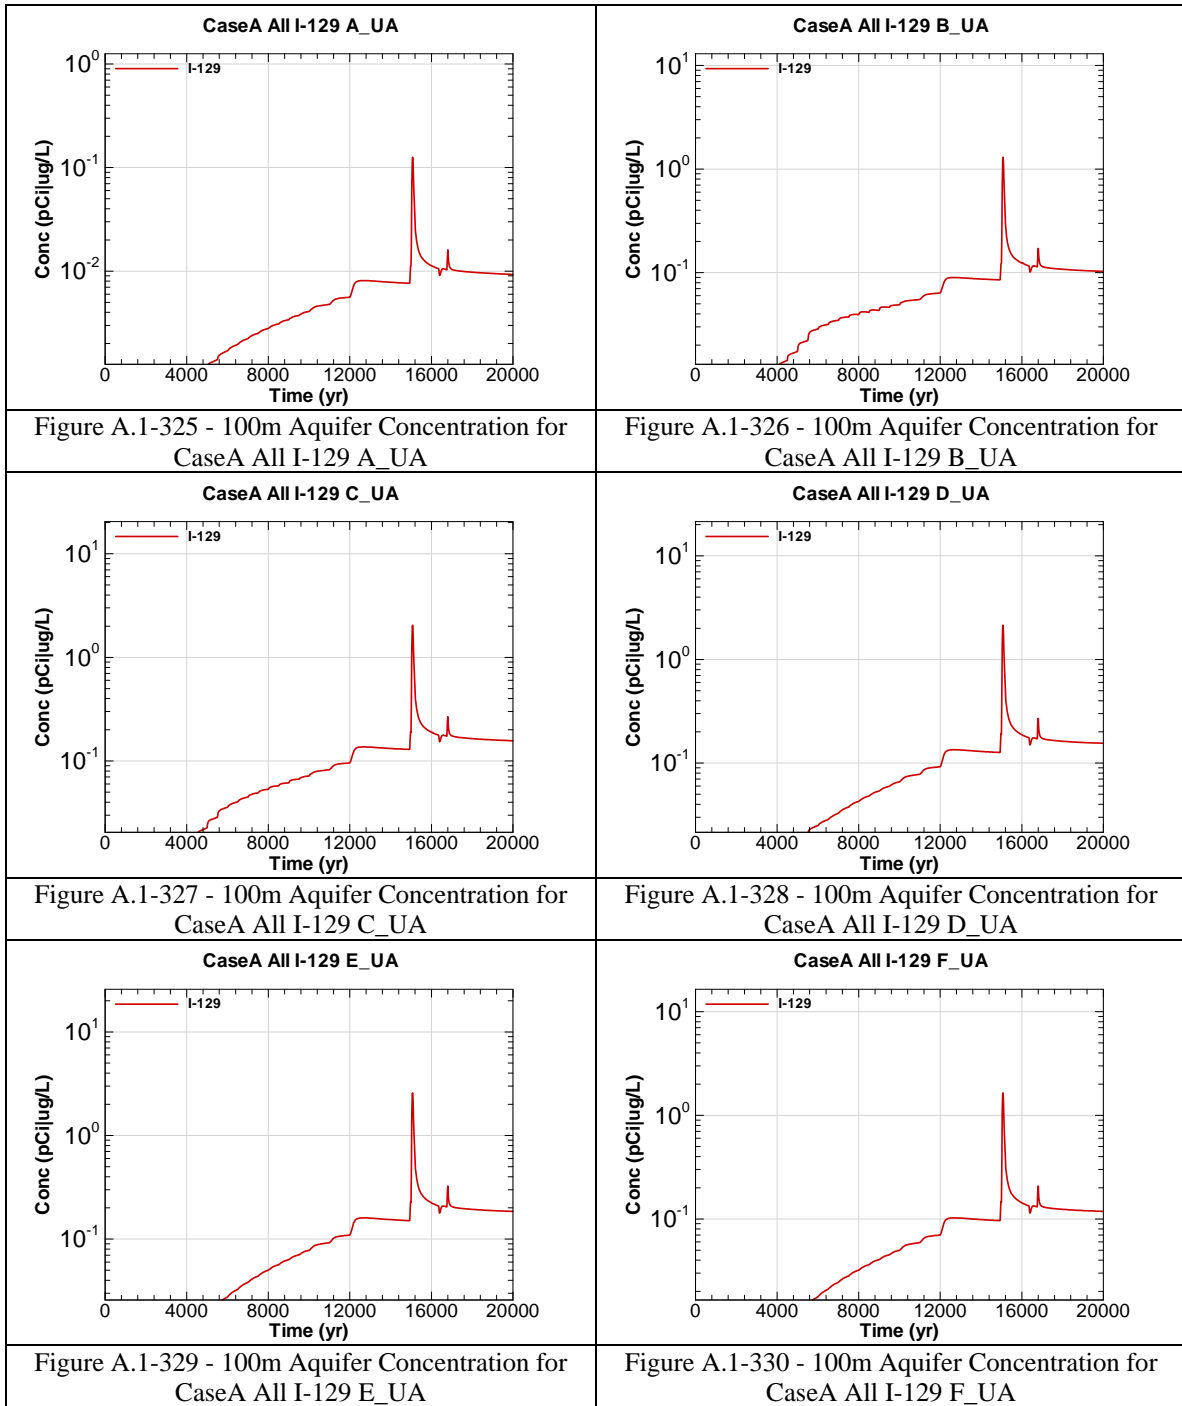 CaseA All I-129 A_UA
10^0
I-129
10^-1
10^-2
Conc (pCi|ug/L)
0 4000 8000 12000 16000 20000
Time (yr)
Figure A.1-325 - 100m Aquifer Concentration for
CaseA All I-129 A_UA
CaseA All I-129 B_UA
10^1
I-129
10^0
10^-1
Conc (pCi|ug/L)
0 4000 8000 12000 16000 20000
Time (yr)
Figure A.1-326 - 100m Aquifer Concentration for
CaseA All I-129 B_UA
CaseA All I-129 C_UA
I-129
10^1
10^0
10^-1
Conc (pCi|ug/L)
0 4000 8000 12000 16000 20000
Time (yr)
Figure A.1-327 - 100m Aquifer Concentration for
CaseA All I-129 C_UA
CaseA All I-129 D_UA
I-129
10^1
10^0
10^-1
Conc (pCi|ug/L)
0 4000 8000 12000 16000 20000
Time (yr)
Figure A.1-328 - 100m Aquifer Concentration for
CaseA All I-129 D_UA
CaseA All I-129 E_UA
I-129
10^1
10^0
10^-1
Conc (pCi|ug/L)
0 4000 8000 12000 16000 20000
Time (yr)
Figure A.1-329 - 100m Aquifer Concentration for
CaseA All I-129 E_UA
CaseA All I-129 F_UA
I-129
10^1
10^0
10^-1
Conc (pCi|ug/L)
0 4000 8000 12000 16000 20000
Time (yr)
Figure A.1-330 - 100m Aquifer Concentration for
CaseA All I-129 F_UA